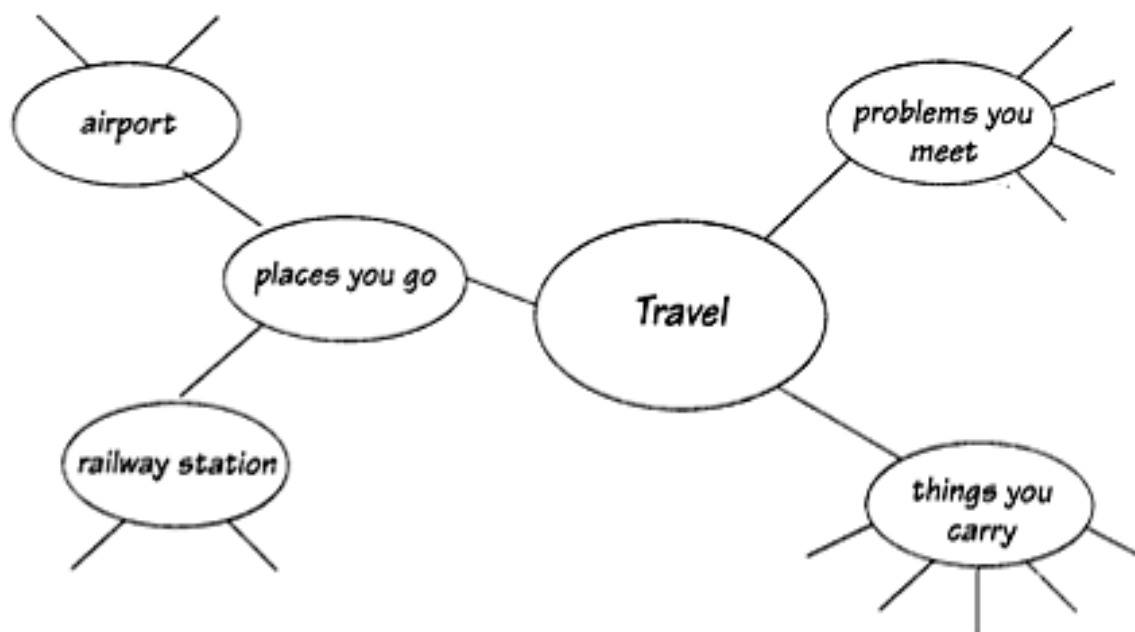 airport
problems you
meet
places you go
Travel
railway station
things you
carry